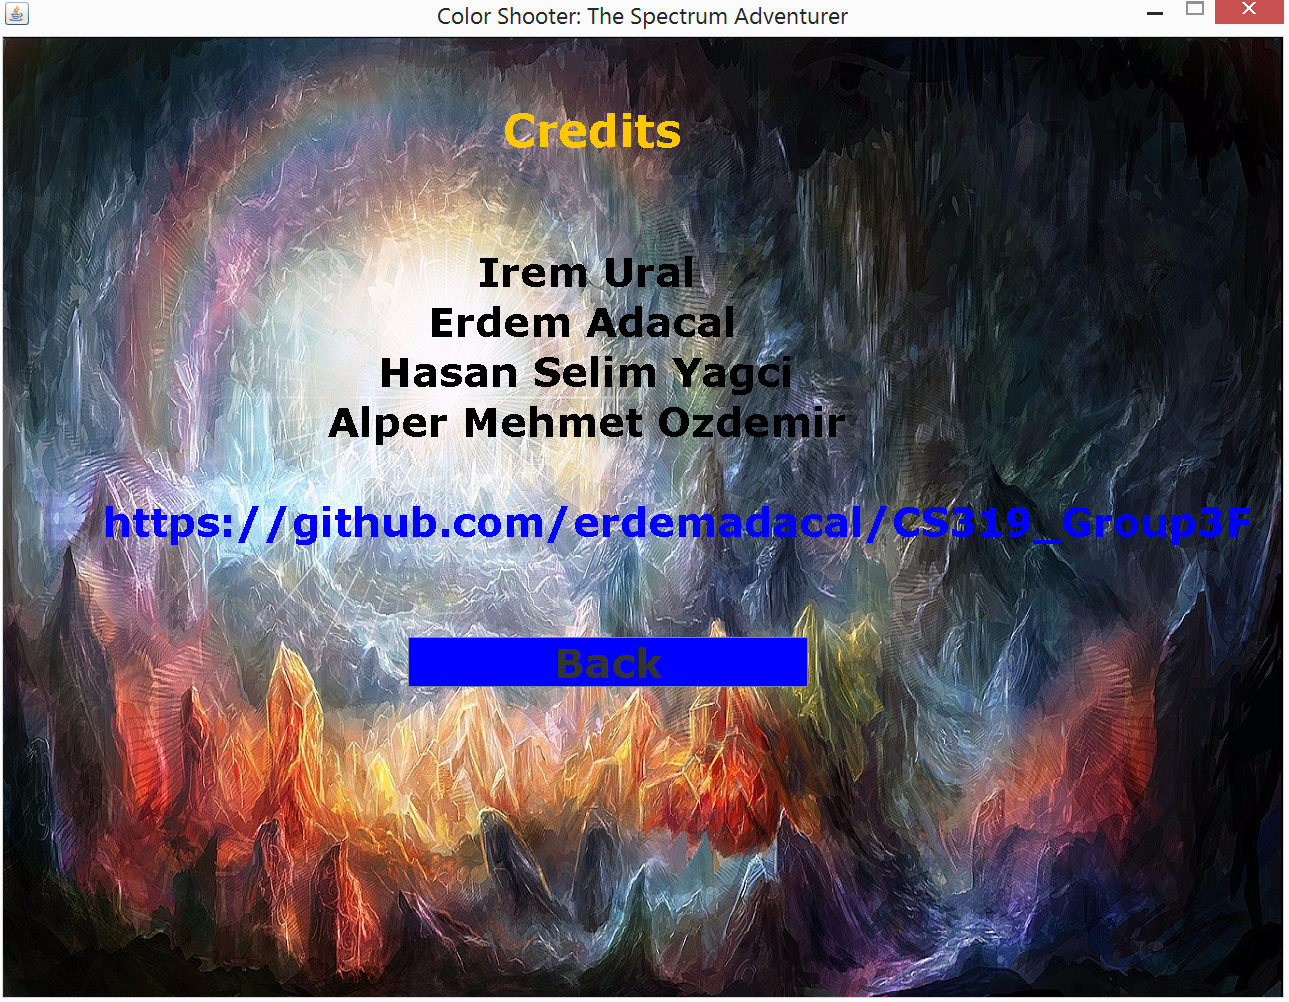 Color Shooter: The Spectrum Adventurer
Credits
Irem Ural
Erdem Adacal
Hasan Selim Yagci
Alper Mehmet Ozdemir
https://github.com/erdemadacal/CS319_Group3F
Back